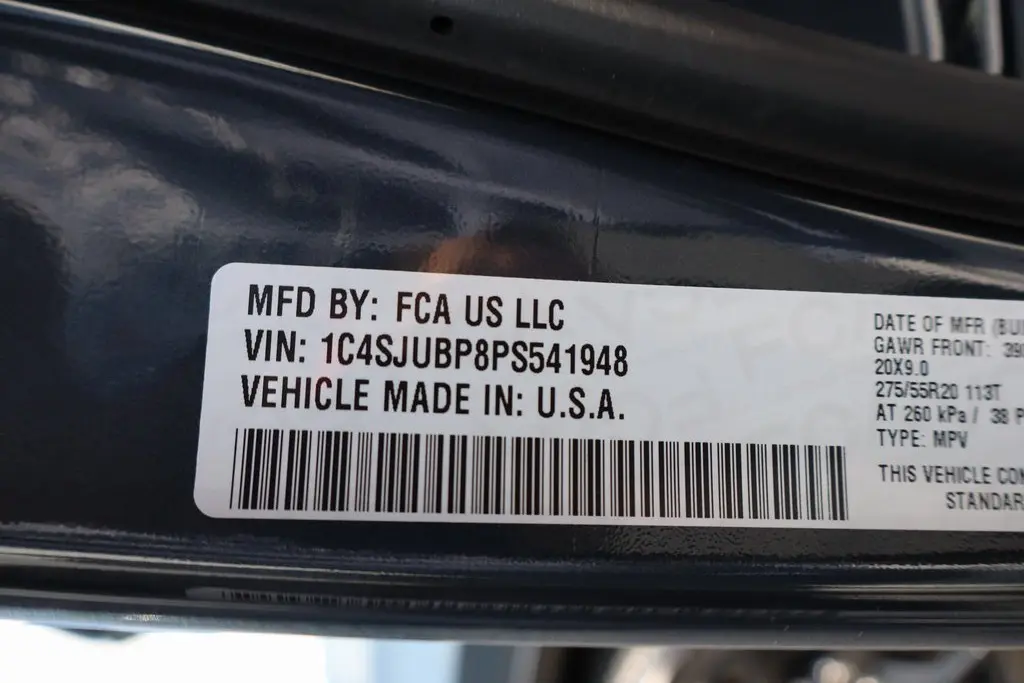 MFD BY: FCA US LLC
VIN: 1C4SJUBP8PS541948
VEHICLE MADE IN: U.S.A.
DATE OF MFR
GAWR FRONT:
20X9.0
275/55R20 113T
AT 260 kPa / 38
TYPE: MPV
THIS VEHICLE